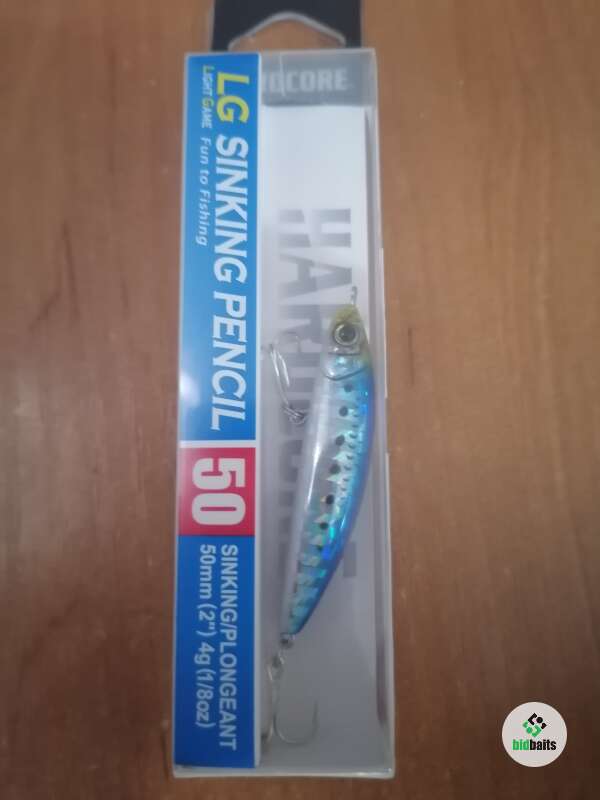 LG SINKING PENCIL
LIGHT GAME Fun to Fishing
50
SINKING/PLONGEANT
50mm (2") 4g (1/8oz)
bidbaits